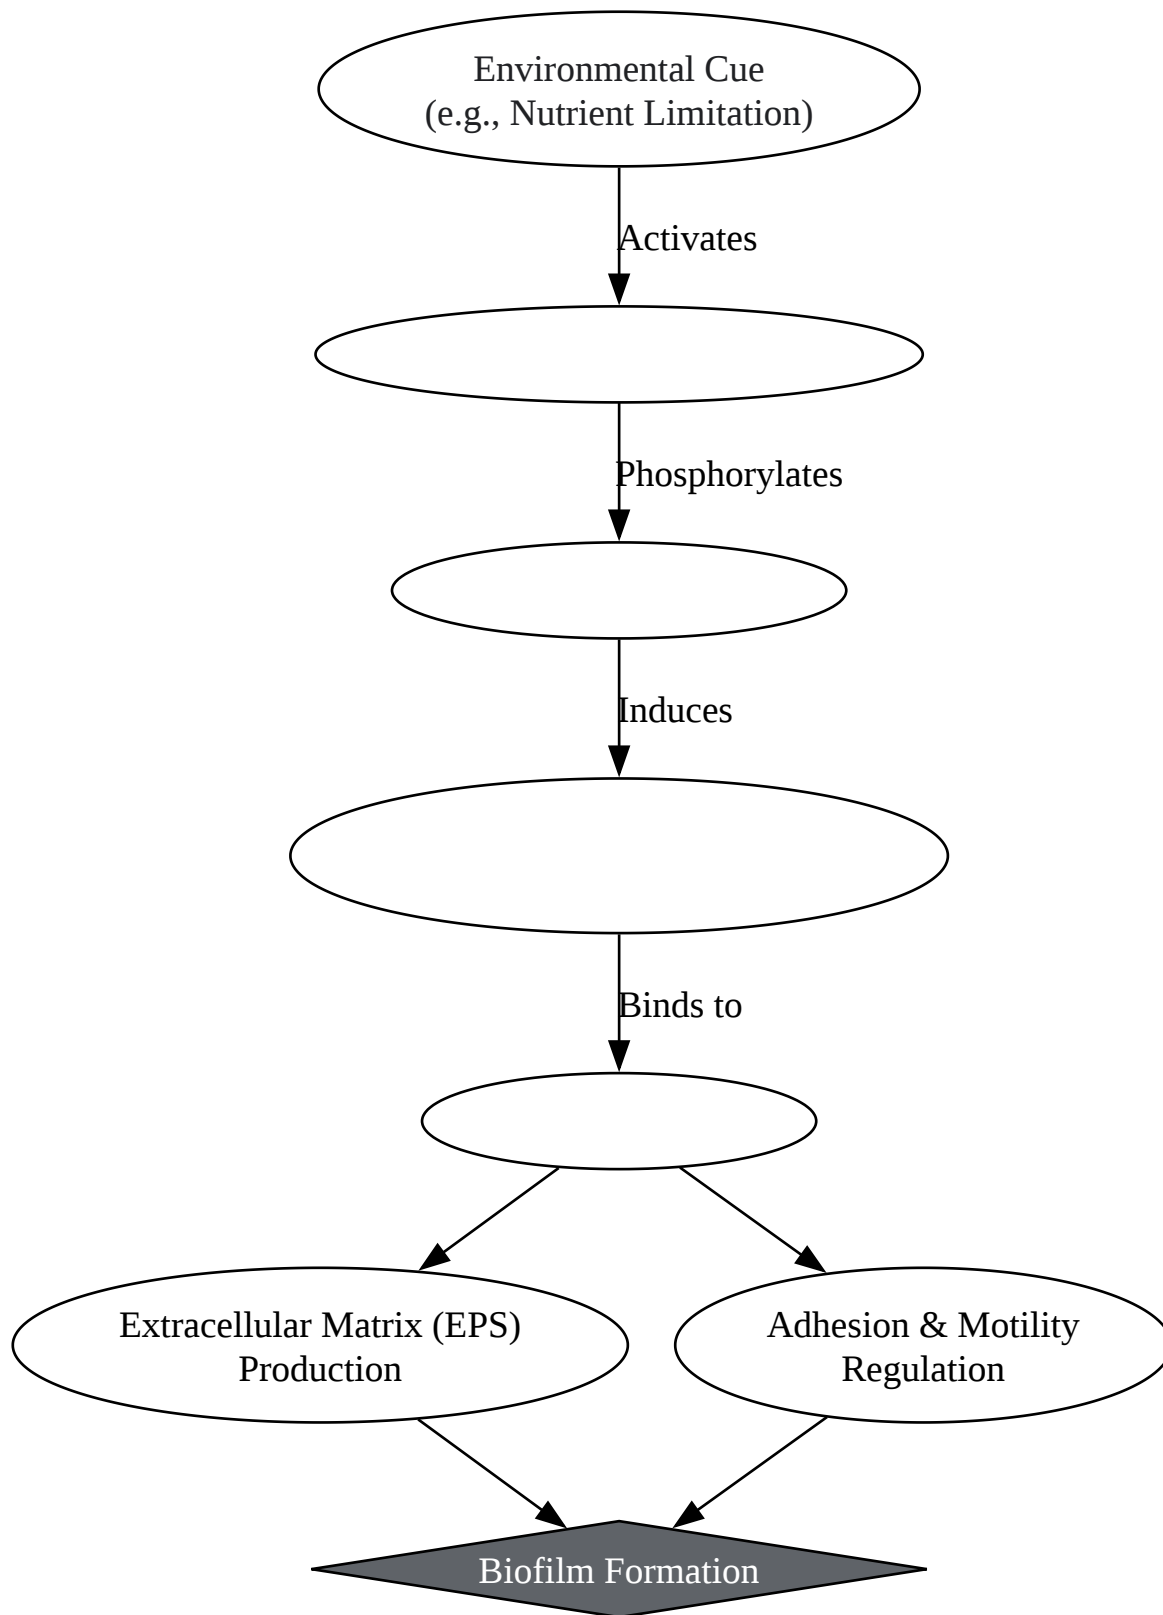 Environmental Cue
(e.g., Nutrient Limitation)
Activates
Phosphorylates
Induces
Binds to
Extracellular Matrix (EPS)
Production
Adhesion & Motility
Regulation
Biofilm Formation